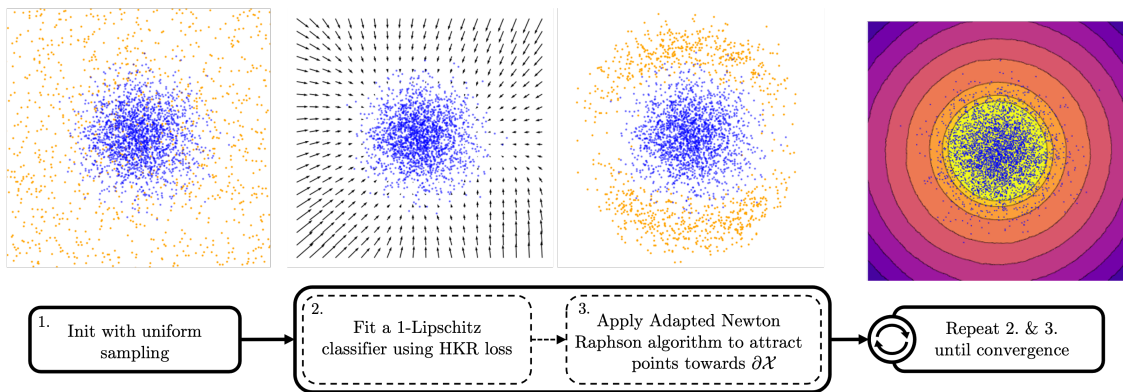 1.
Init with uniform
sampling
2.
Fit a 1-Lipschitz
classifier using HKR loss
3.
Apply Adapted Newton
Raphson algorithm to attract
points towards ∂𝒳
Repeat 2. & 3.
until convergence